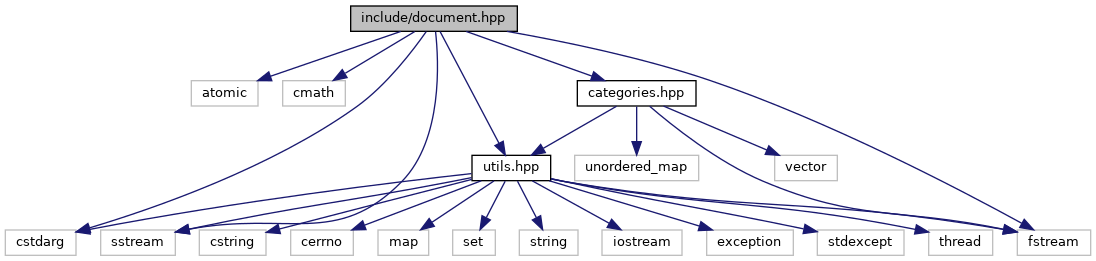 include/document.hpp
atomic
cmath
categories.hpp
utils.hpp
unordered_map
vector
cstdarg
sstream
cstring
cerrno
map
set
string
iostream
exception
stdexcept
thread
fstream